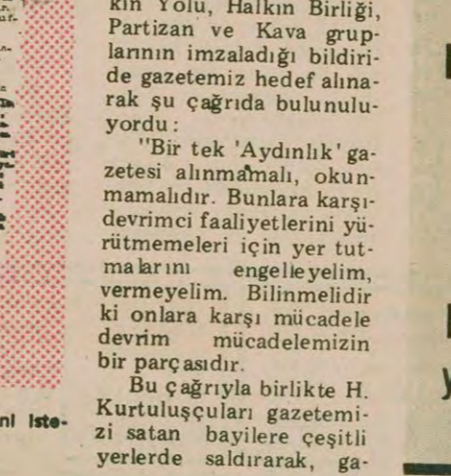 kın Yolu, Halkın Birliği,
Partizan ve Kava grup-
larının imzaladığı bildiri-
de gazetemiz hedef alına-
rak şu çağrıda bulunulu-
yordu :
"Bir tek 'Aydınlık' ga-
zetesi alınmamalı, okun-
mamalıdır. Bunlara karşı-
devrimci faaliyetlerini yü-
rütmemeleri için yer tut-
malarını engelleyelim,
vermeyelim. Bilinmelidir
ki onlara karşı mücadele
devrim mücadelemizin
bir parçasıdır.
Bu çağrıyla birlikte H.
Kurtuluşçuları gazetemi-
zi satan bayilere çeşitli
yerlerde saldırarak, ga-
ni iste-